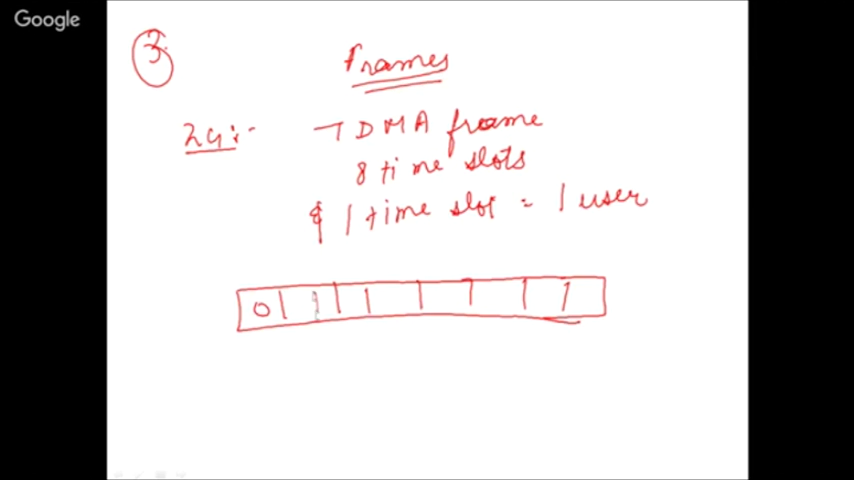 Google
3.
Frames
2G:-
TDMA frame
8 time slots
& 1 time slot = 1 user
0